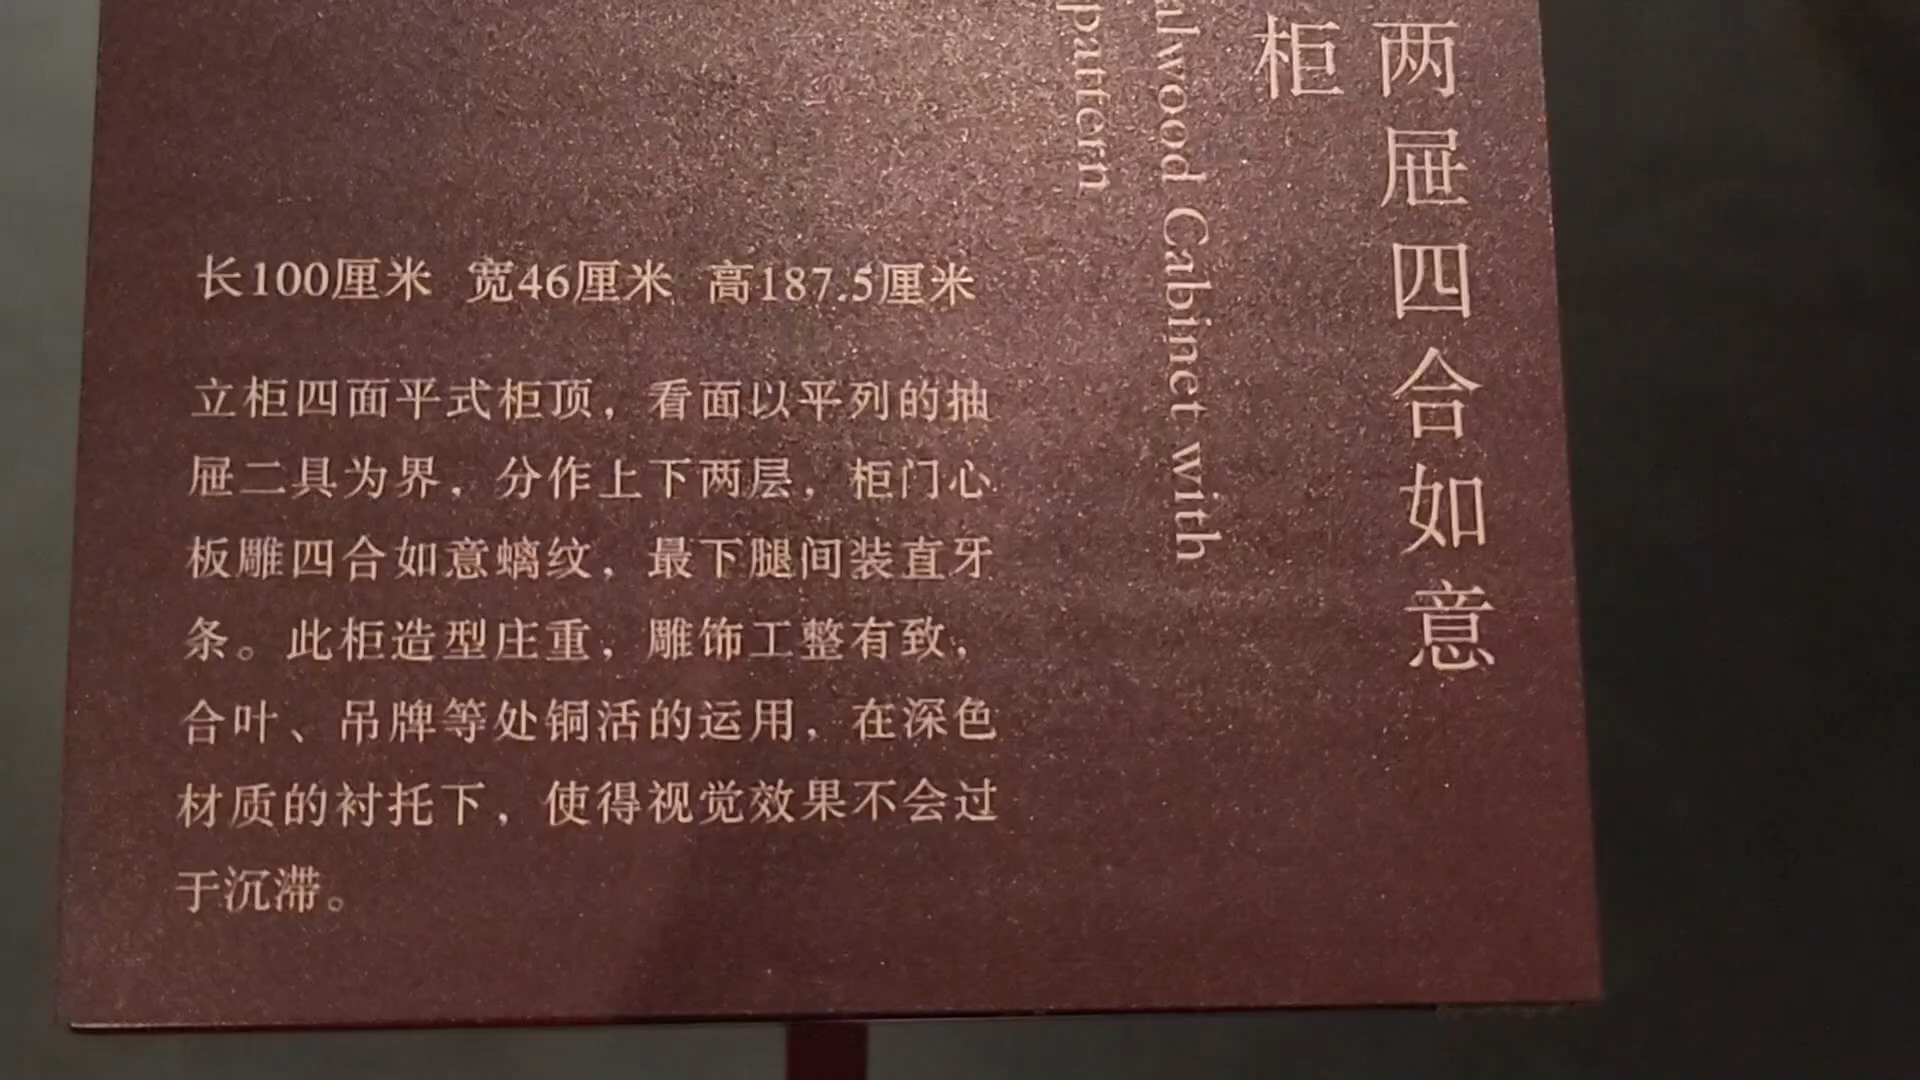 两屉四合如意
柜
alwood Cabinet with
pattern
长100厘米 宽46厘米 高187.5厘米
立柜四面平式柜顶，看面以平列的抽
屉二具为界，分作上下两层，柜门心
板雕四合如意螭纹，最下腿间装直牙
条。此柜造型庄重，雕饰工整有致，
合叶、吊牌等处铜活的运用，在深色
材质的衬托下，使得视觉效果不会过
于沉滞。